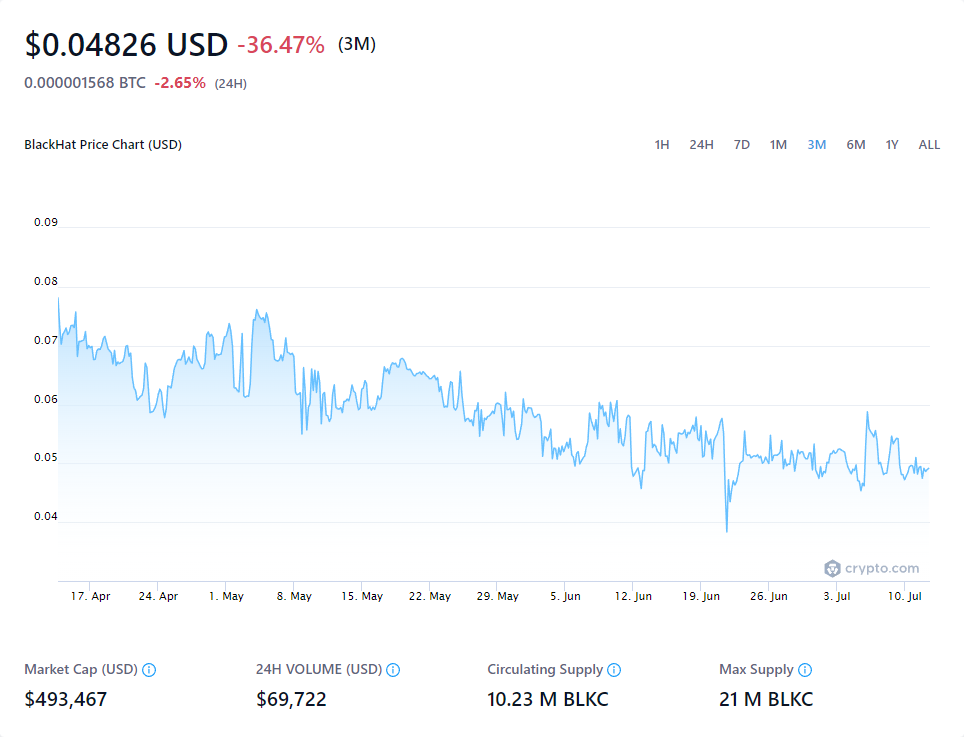 $0.04826 USD -36.47% (3M)
0.000001568 BTC -2.65% (24H)
BlackHat Price Chart (USD) 1H 24H 7D 1M 3M 6M 1Y ALL
0.09
0.08
0.07
0.06
0.05
0.04
crypto.com
17. Apr 24. Apr 1. May 8. May 15. May 22. May 29. May 5. Jun 12. Jun 19. Jun 26. Jun 3. Jul 10. Jul
Market Cap (USD) 24H VOLUME (USD) Circulating Supply Max Supply
$493,467 $69,722 10.23 M BLKC 21 M BLKC